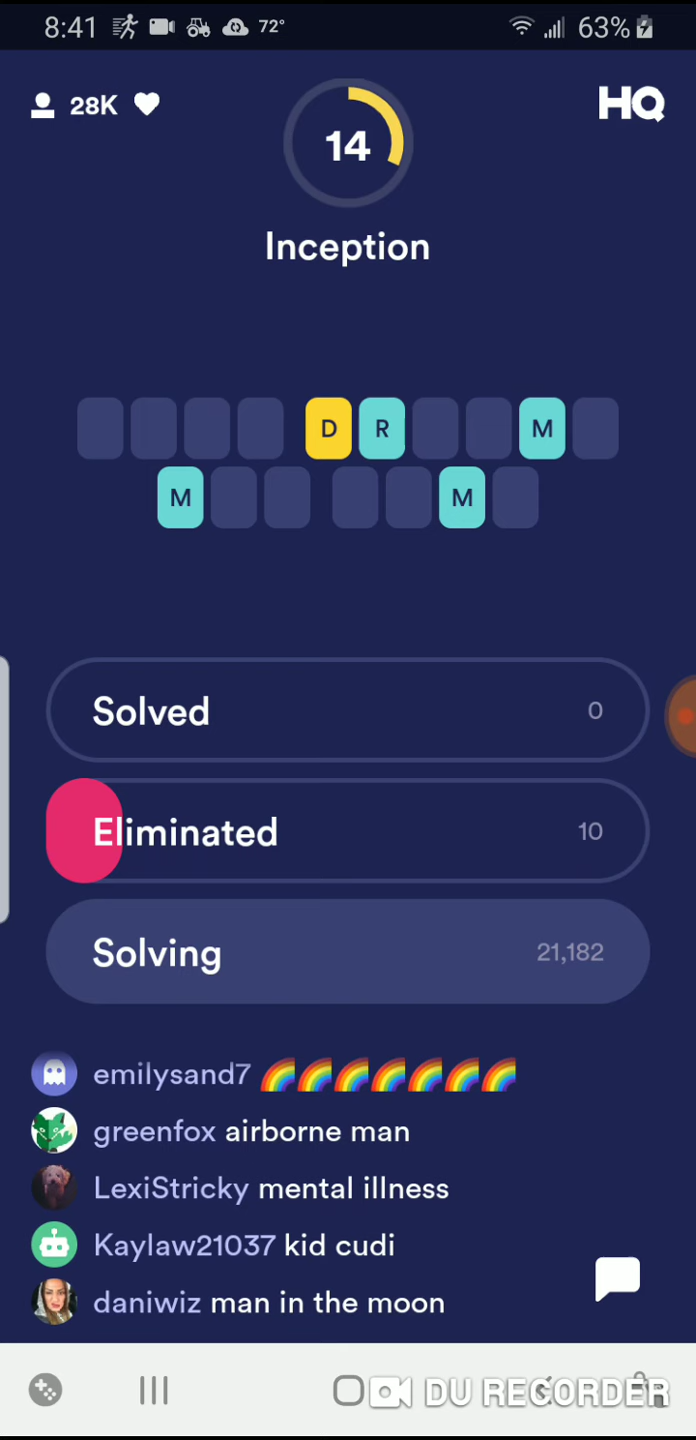 8:41 72° 63%
28K HQ
14
Inception
D R M
M M
Solved 0
Eliminated 10
Solving 21,182
emilysand7 🌈🌈🌈🌈🌈🌈🌈
greenfox airborne man
LexiStricky mental illness
Kaylaw21037 kid cudi
daniwiz man in the moon
DU RECORDER